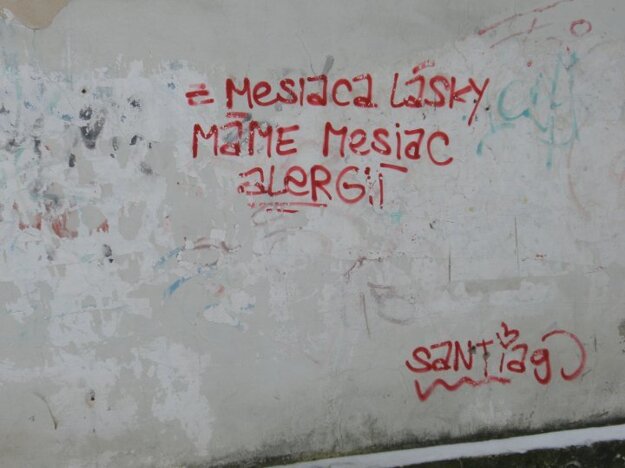 Z MESIACA LÁSKY
MÁME MESIAC
ALERGIÍ
SANTIAGO